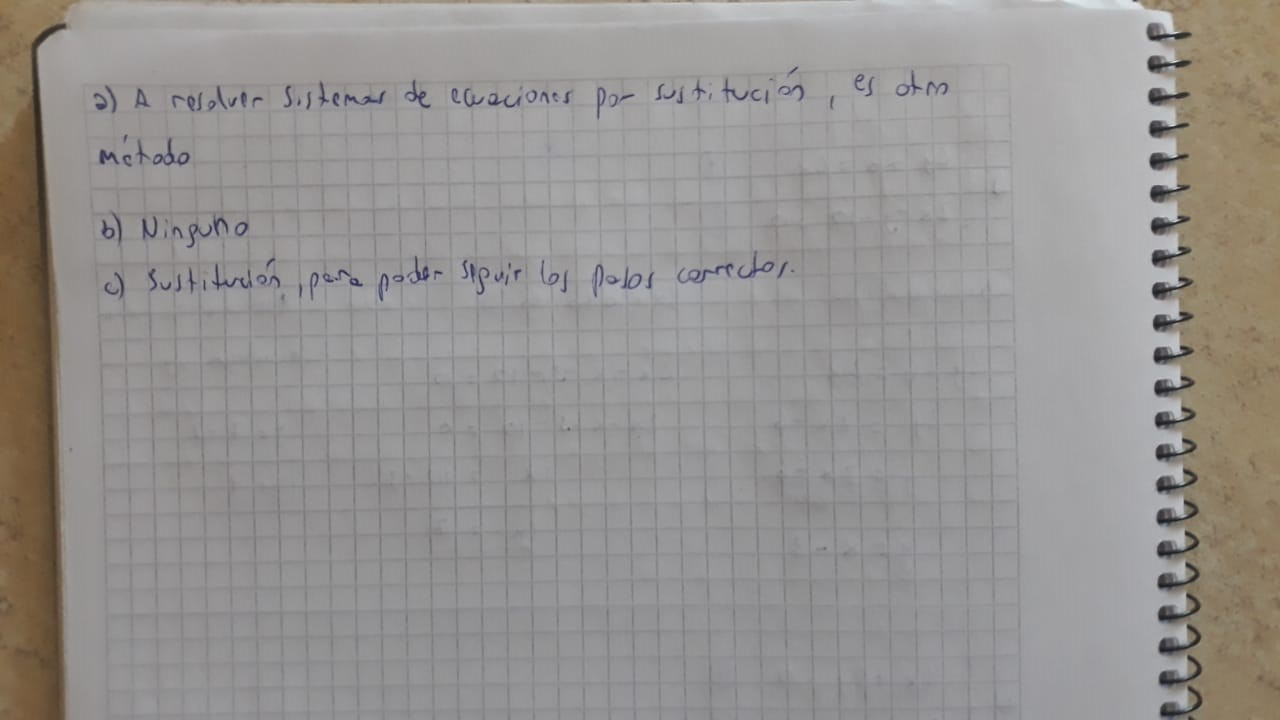 a) A resolver sistemas de ecuaciones por sustitución, es otro
método
b) Ninguno
c) Sustitución, para poder seguir los pasos correctos.